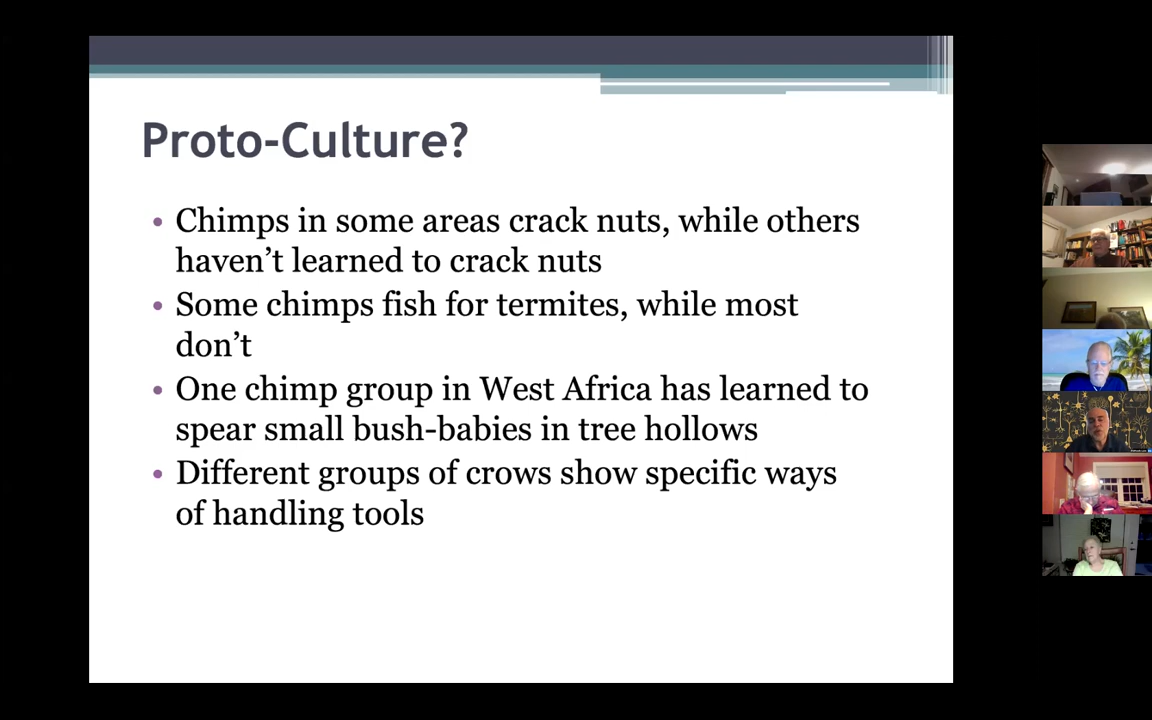 Proto-Culture?
• Chimps in some areas crack nuts, while others
haven’t learned to crack nuts
• Some chimps fish for termites, while most
don’t
• One chimp group in West Africa has learned to
spear small bush-babies in tree hollows
• Different groups of crows show specific ways
of handling tools